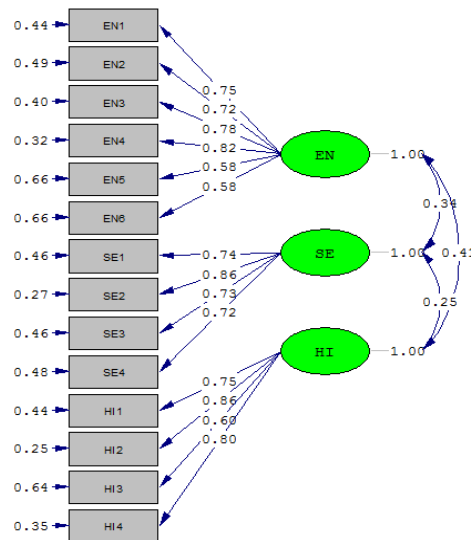 0.44 EN1
0.49 EN2
0.40 EN3
0.32 EN4
0.66 EN5
0.66 EN6
0.46 SE1
0.27 SE2
0.46 SE3
0.48 SE4
0.44 HI1
0.25 HI2
0.64 HI3
0.35 HI4
0.75
0.72
0.78
0.82
0.58
0.58
0.74
0.86
0.73
0.72
0.75
0.86
0.60
0.80
EN 1.00
SE 1.00
HI 1.00
0.34
0.41
0.25